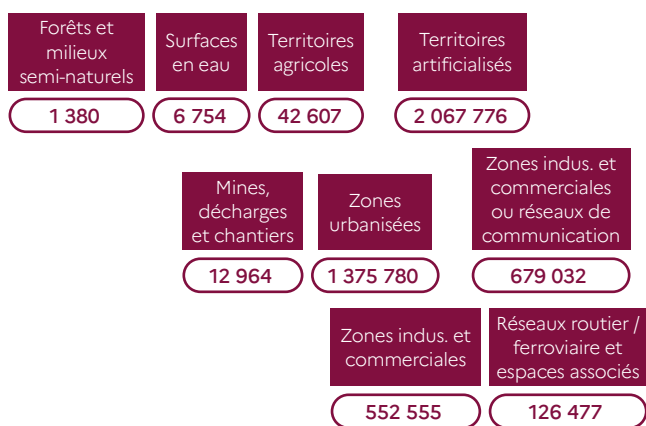 Forêts et
milieux
semi-naturels
Surfaces
en eau
Territoires
agricoles
Territoires
artificialisés
1 380
6 754
42 607
2 067 776
Mines,
décharges
et chantiers
Zones
urbanisées
Zones indus. et
commerciales
ou réseaux de
communication
12 964
1 375 780
679 032
Zones indus. et
commerciales
Réseaux routier /
ferroviaire et
espaces associés
552 555
126 477